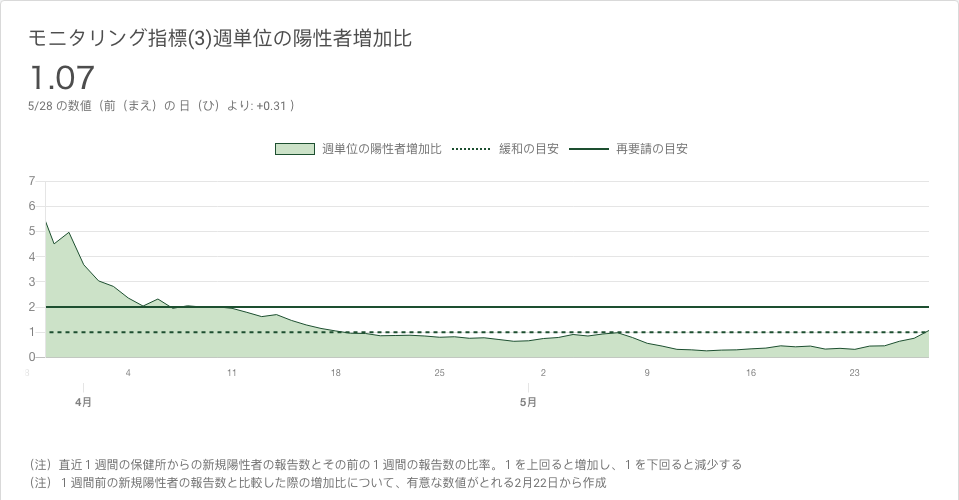 モニタリング指標(3)週単位の陽性者増加比
1.07
5/28 の数値（前（まえ）の 日（ひ）より: +0.31 ）
週単位の陽性者増加比 緩和の目安 再要請の目安
7
6
5
4
3
2
1
0
4 11 18 25 2 9 16 23
4月 5月
（注）直近１週間の保健所からの新規陽性者の報告数とその前の１週間の報告数の比率。１を上回ると増加し、１を下回ると減少する
（注）１週間前の新規陽性者の報告数と比較した際の増加比について、有意な数値がとれる2月22日から作成